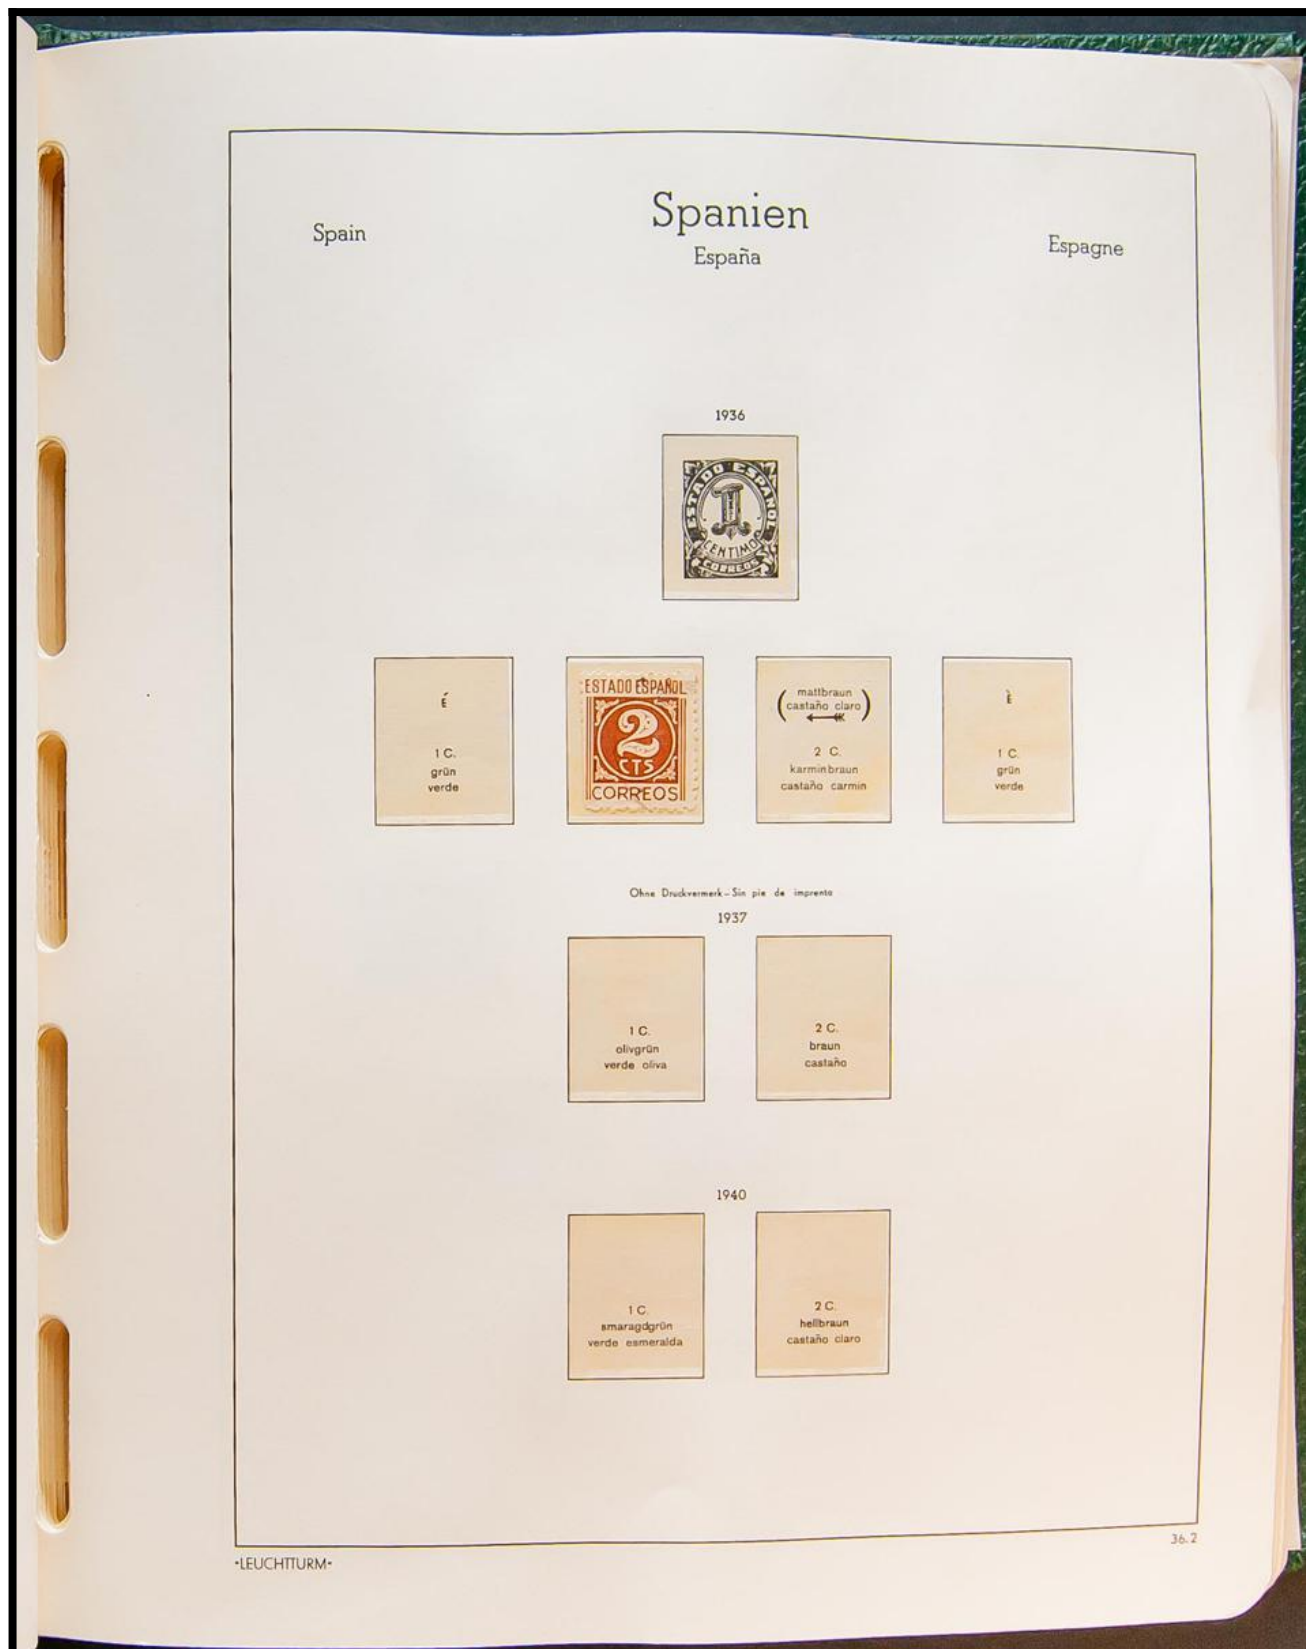 Spain
Spanien
España
Espagne
1936
ESTADO ESPAÑOL
1
CENTIMO
CORREOS
É
1 C.
grün
verde
ESTADO ESPAÑOL
2
CTS
CORREOS
(mattbraun
castaño claro)
2 C.
karminbraun
castaño carmin
È
1 C.
grün
verde
Ohne Druckvermerk - Sin pie de imprenta
1937
1 C.
olivgrün
verde oliva
2 C.
braun
castaño
1940
1 C.
smaragdgrün
verde esmeralda
2 C.
hellbraun
castaño claro
-LEUCHTTURM-
36.2